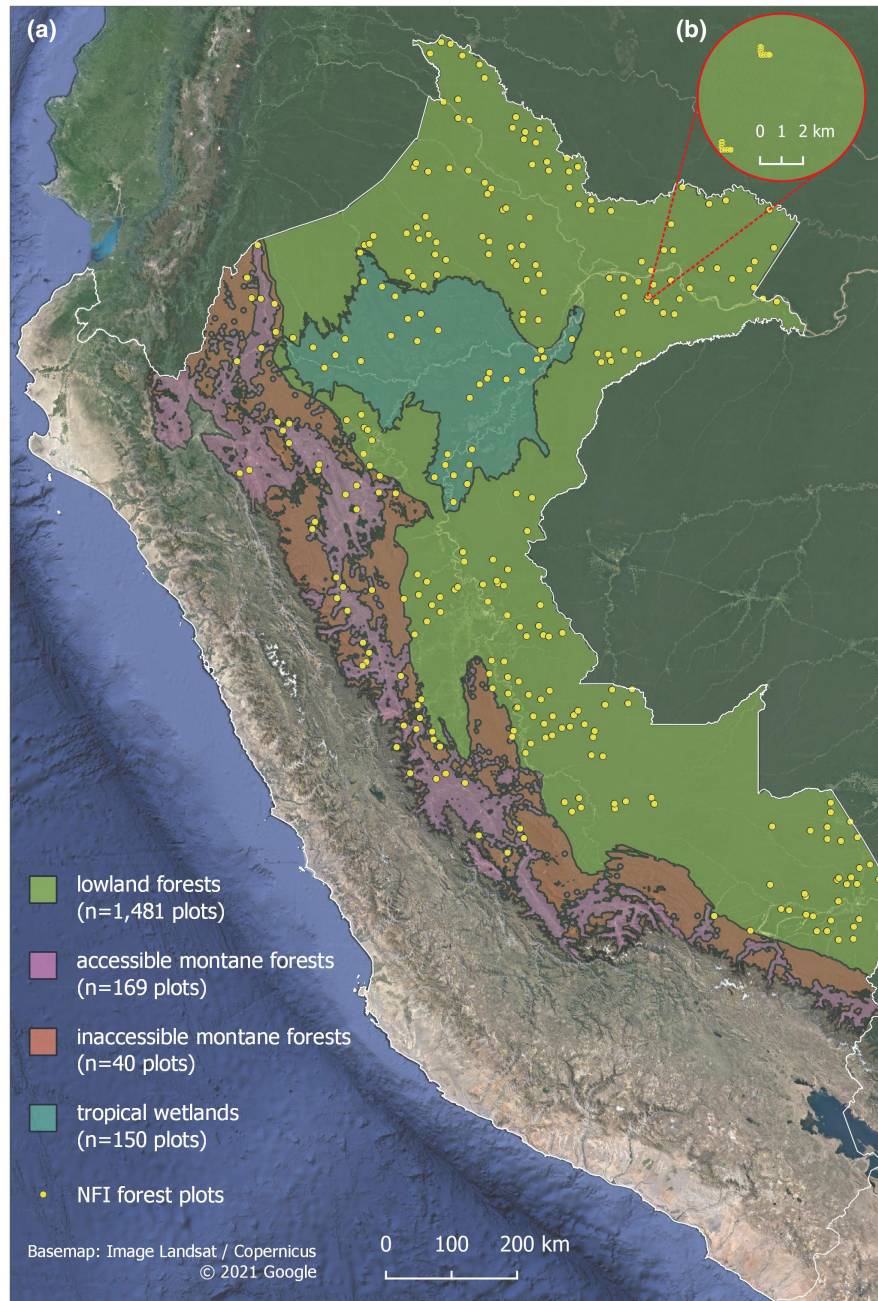 (a)
(b)
0 1 2 km
lowland forests
(n=1,481 plots)
accessible montane forests
(n=169 plots)
inaccessible montane forests
(n=40 plots)
tropical wetlands
(n=150 plots)
NFI forest plots
Basemap: Image Landsat / Copernicus
© 2021 Google
0 100 200 km